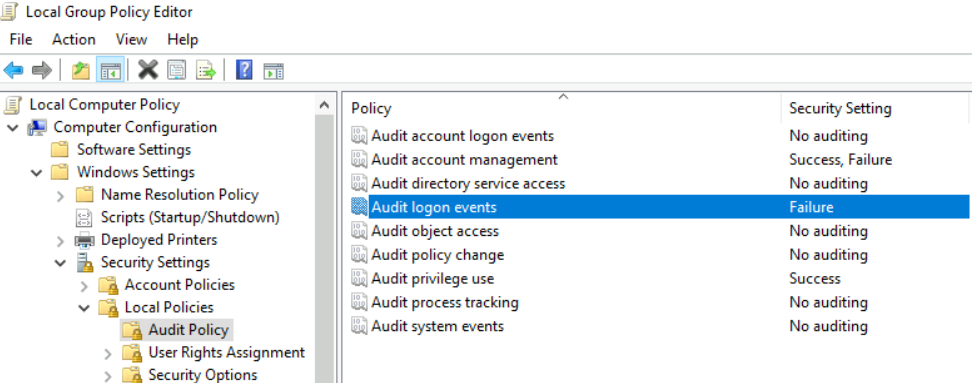 Local Group Policy Editor
File Action View Help
Local Computer Policy
Computer Configuration
Software Settings
Windows Settings
Name Resolution Policy
Scripts (Startup/Shutdown)
Deployed Printers
Security Settings
Account Policies
Local Policies
Audit Policy
User Rights Assignment
Security Options
Policy Security Setting
Audit account logon events No auditing
Audit account management Success, Failure
Audit directory service access No auditing
Audit logon events Failure
Audit object access No auditing
Audit policy change No auditing
Audit privilege use Success
Audit process tracking No auditing
Audit system events No auditing